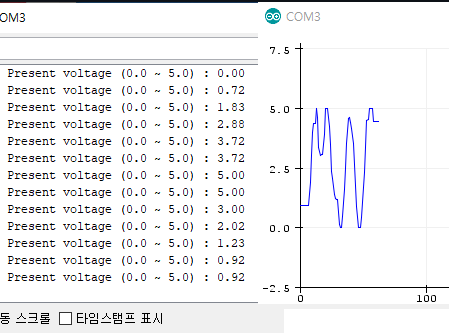 COM3
Present voltage (0.0 ~ 5.0) : 0.00
Present voltage (0.0 ~ 5.0) : 0.72
Present voltage (0.0 ~ 5.0) : 1.83
Present voltage (0.0 ~ 5.0) : 2.88
Present voltage (0.0 ~ 5.0) : 3.72
Present voltage (0.0 ~ 5.0) : 3.72
Present voltage (0.0 ~ 5.0) : 5.00
Present voltage (0.0 ~ 5.0) : 5.00
Present voltage (0.0 ~ 5.0) : 3.00
Present voltage (0.0 ~ 5.0) : 2.02
Present voltage (0.0 ~ 5.0) : 1.23
Present voltage (0.0 ~ 5.0) : 0.92
Present voltage (0.0 ~ 5.0) : 0.92
동 스크롤 타임스탬프 표시
COM3
7.5
5.0
2.5
0.0
-2.5
0 100